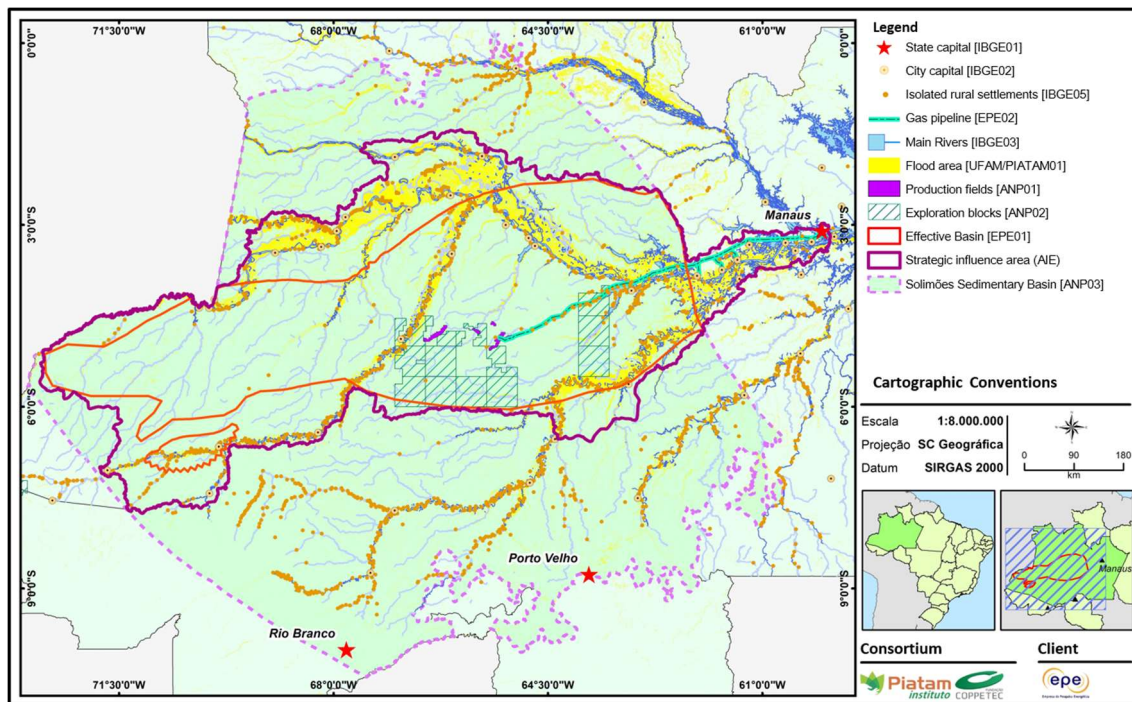 71°30'0"W 68°0'0"W 64°30'0"W 61°0'0"W
0°0'0"
0°0'0"
3°0'0"S
3°0'0"S
6°0'0"S
6°0'0"S
9°0'0"S
9°0'0"S
Manaus
Porto Velho
Rio Branco
71°30'0"W 68°0'0"W 64°30'0"W 61°0'0"W
Legend
State capital [IBGE01]
City capital [IBGE02]
Isolated rural settlements [IBGE05]
Gas pipeline [EPE02]
Main Rivers [IBGE03]
Flood area [UFAM/PIATAM01]
Production fields [ANP01]
Exploration blocks [ANP02]
Effective Basin [EPE01]
Strategic influence area (AIE)
Solimões Sedimentary Basin [ANP03]
Cartographic Conventions
Escala 1:8.000.000
Projeção SC Geográfica
Datum SIRGAS 2000
0 90 180
km
Manaus
Consortium
Client
Piatam
instituto
COPPETEC
epe
Empresa de Pesquisa Energética